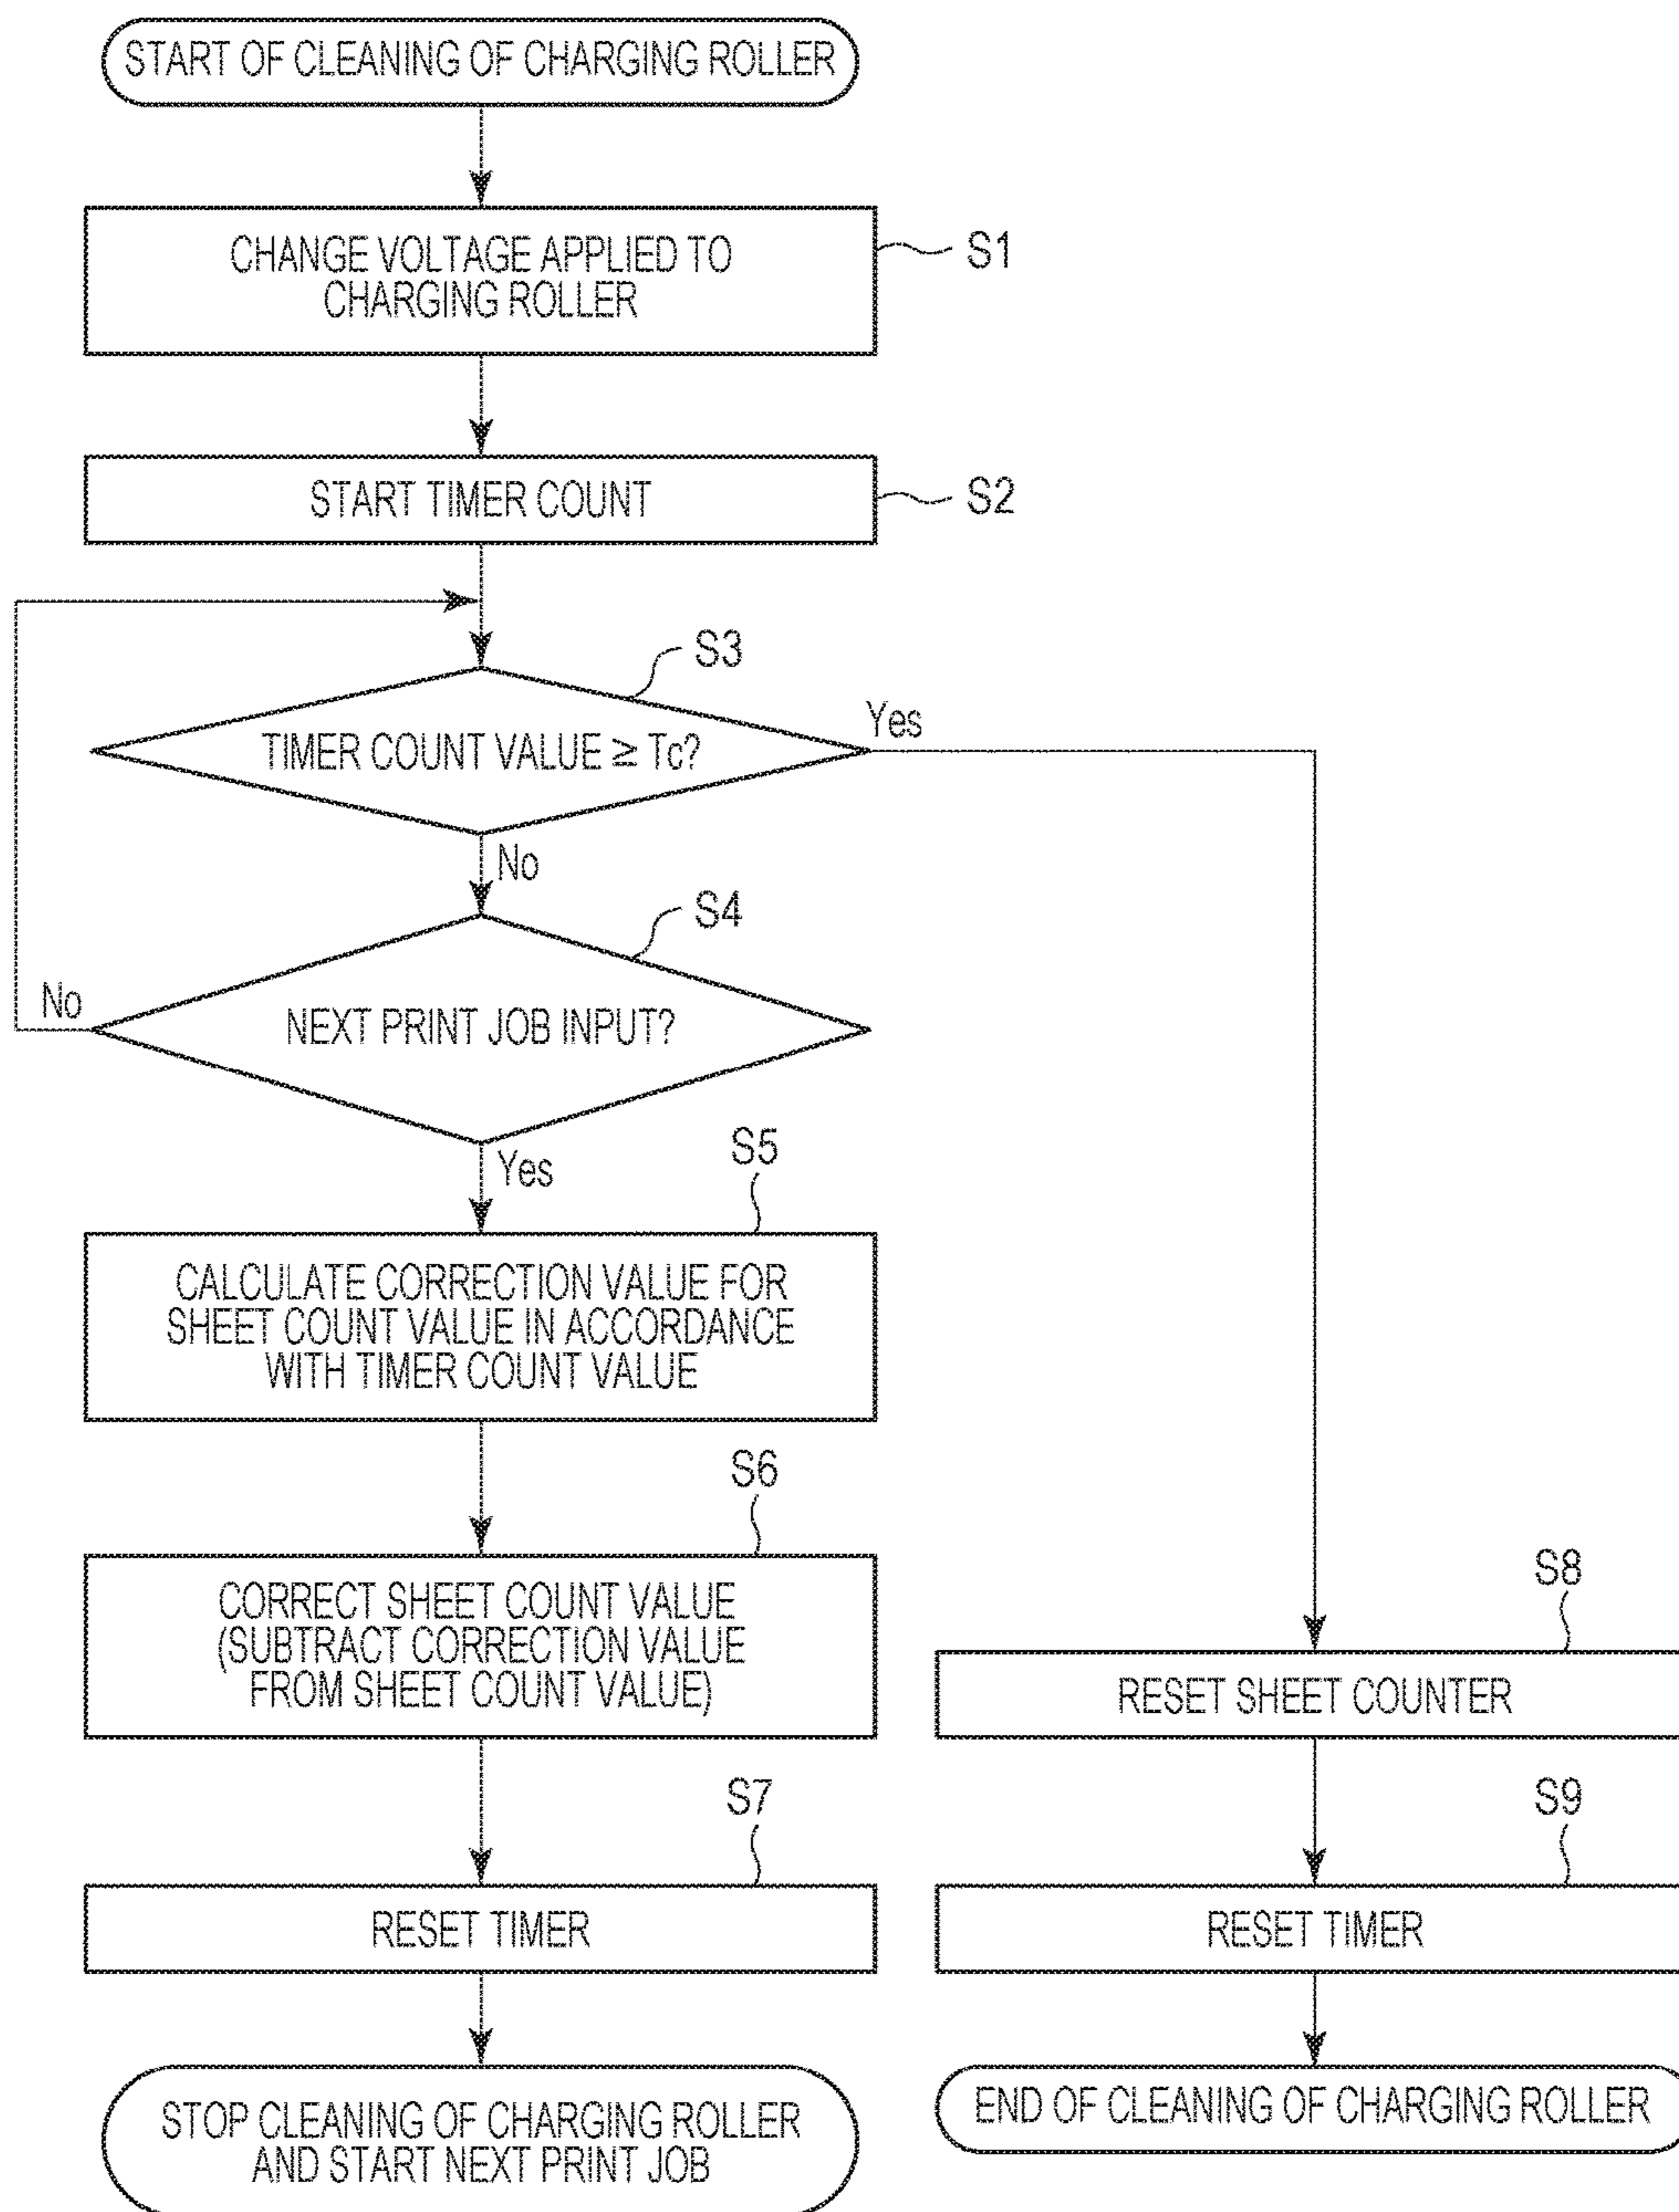 START OF CLEANING OF CHARGING ROLLER
CHANGE VOLTAGE APPLIED TO
CHARGING ROLLER
S1
START TIMER COUNT
S2
S3
TIMER COUNT VALUE ≥ Tc?
Yes
No
S4
NEXT PRINT JOB INPUT?
No
Yes
S5
CALCULATE CORRECTION VALUE FOR
SHEET COUNT VALUE IN ACCORDANCE
WITH TIMER COUNT VALUE
S6
CORRECT SHEET COUNT VALUE
(SUBTRACT CORRECTION VALUE
FROM SHEET COUNT VALUE)
S8
RESET SHEET COUNTER
S7
RESET TIMER
S9
RESET TIMER
STOP CLEANING OF CHARGING ROLLER
AND START NEXT PRINT JOB
END OF CLEANING OF CHARGING ROLLER